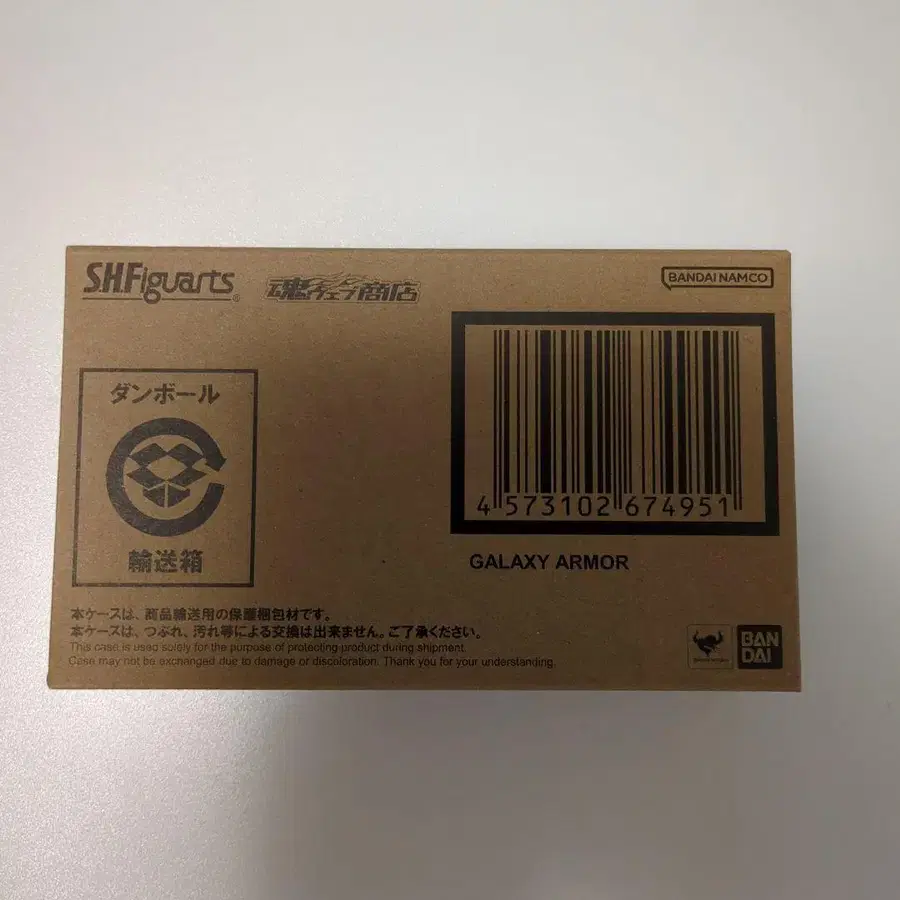 S.H.Figuarts®
魂ウェブ商店
BANDAI NAMCO
ダンボール
輸送箱
4 573102 674951
GALAXY ARMOR
本ケースは、商品輸送用の保護梱包材です。
本ケースは、つぶれ、汚れ等による交換は出来ません。ご了承ください。
This case is used solely for the purpose of protecting product during shipment.
Case may not be exchanged due to damage or discoloration. Thank you for your understanding.
BAN
DAI